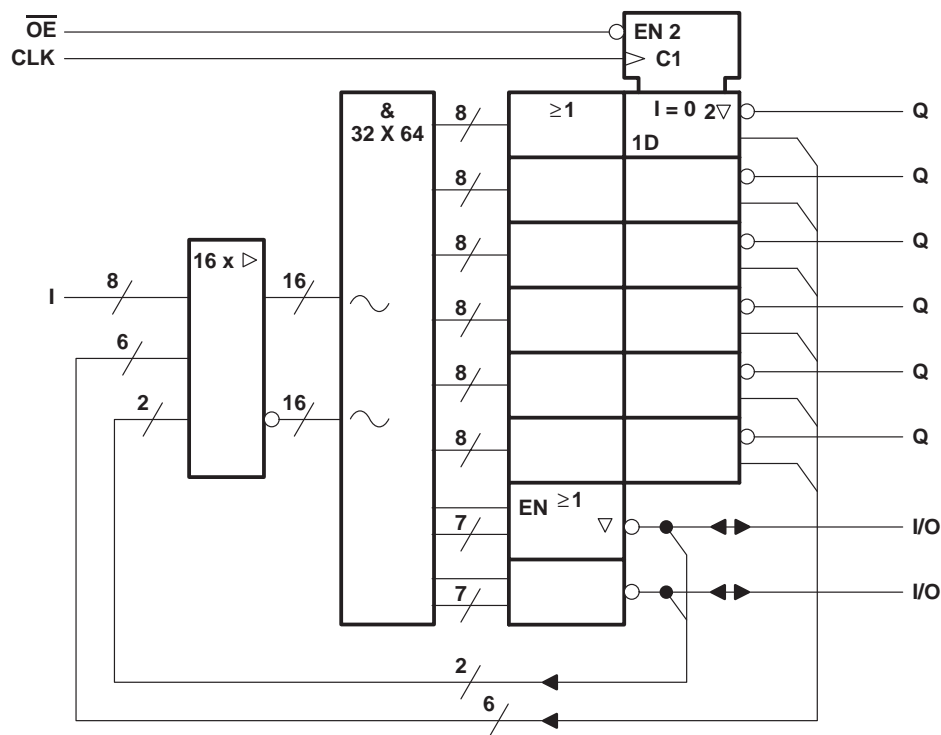 OE
CLK
EN 2
C1
&
32 X 64
8
≥1
I = 0 2▽
1D
Q
8
Q
8
Q
16 x ▷
I
8
16
8
Q
6
8
Q
2
16
8
Q
EN ≥1
▽
7
I/O
7
I/O
2
6